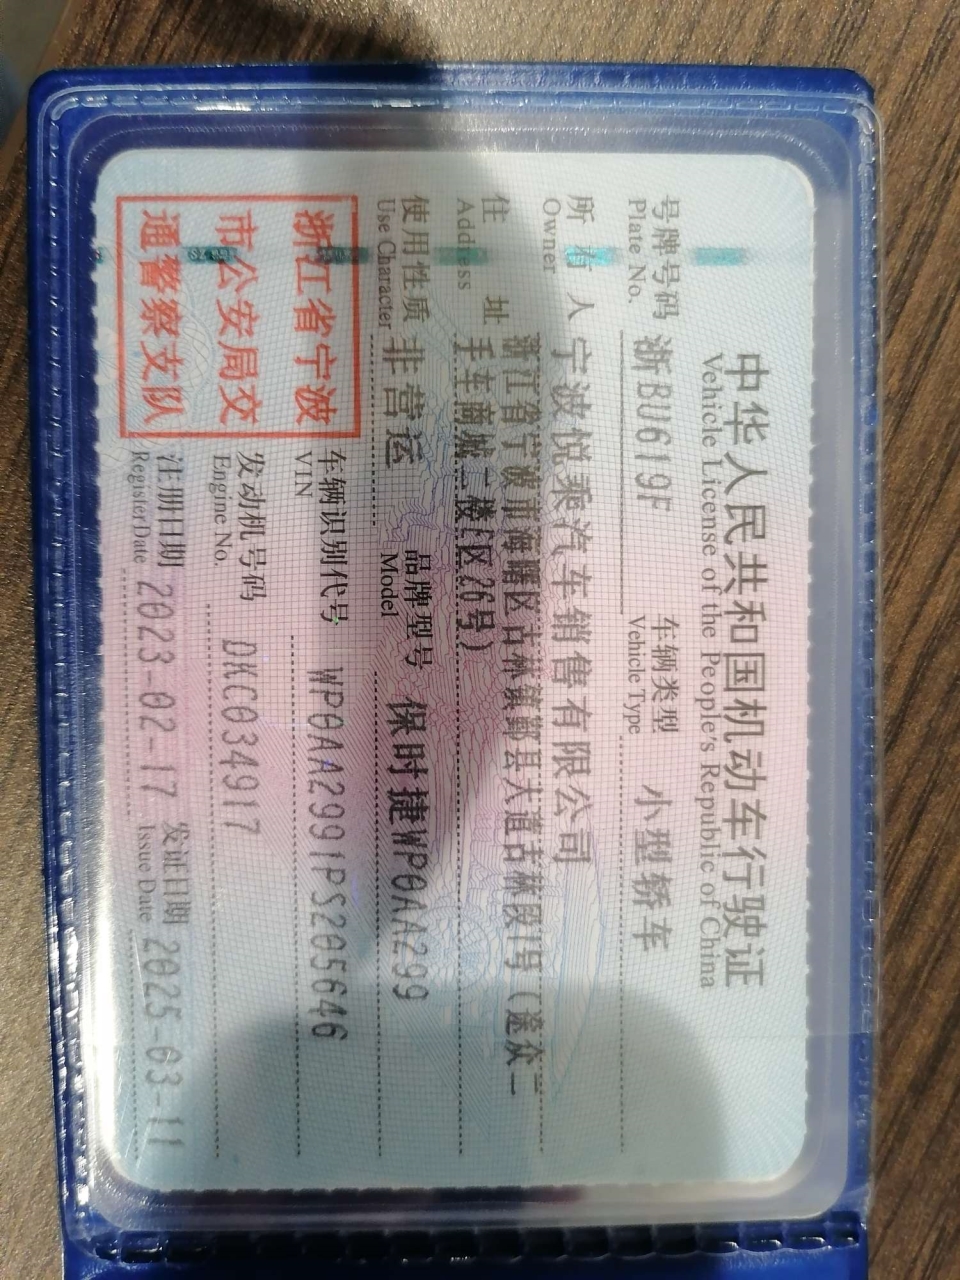 中华人民共和国机动车行驶证
Vehicle License of the People's Republic of China
号牌号码 浙BU619F 车辆类型 小型轿车
Plate No. Vehicle Type
所有人 宁波悦乘汽车销售有限公司
Owner
住址 浙江省宁波市海曙区古林镇鄞县大道古林段1号(途众二
Address 手车商城二楼 区26号)
使用性质 非营运 品牌型号 保时捷WP0AA299
Use Character Model
浙江省宁波
市公安局交
通警察支队
车辆识别代号 WP0AA2991PS205646
VIN
发动机号码 DKC034917
Engine No.
注册日期 2023-02-17 发证日期 2025-03-11
Register Date Issue Date